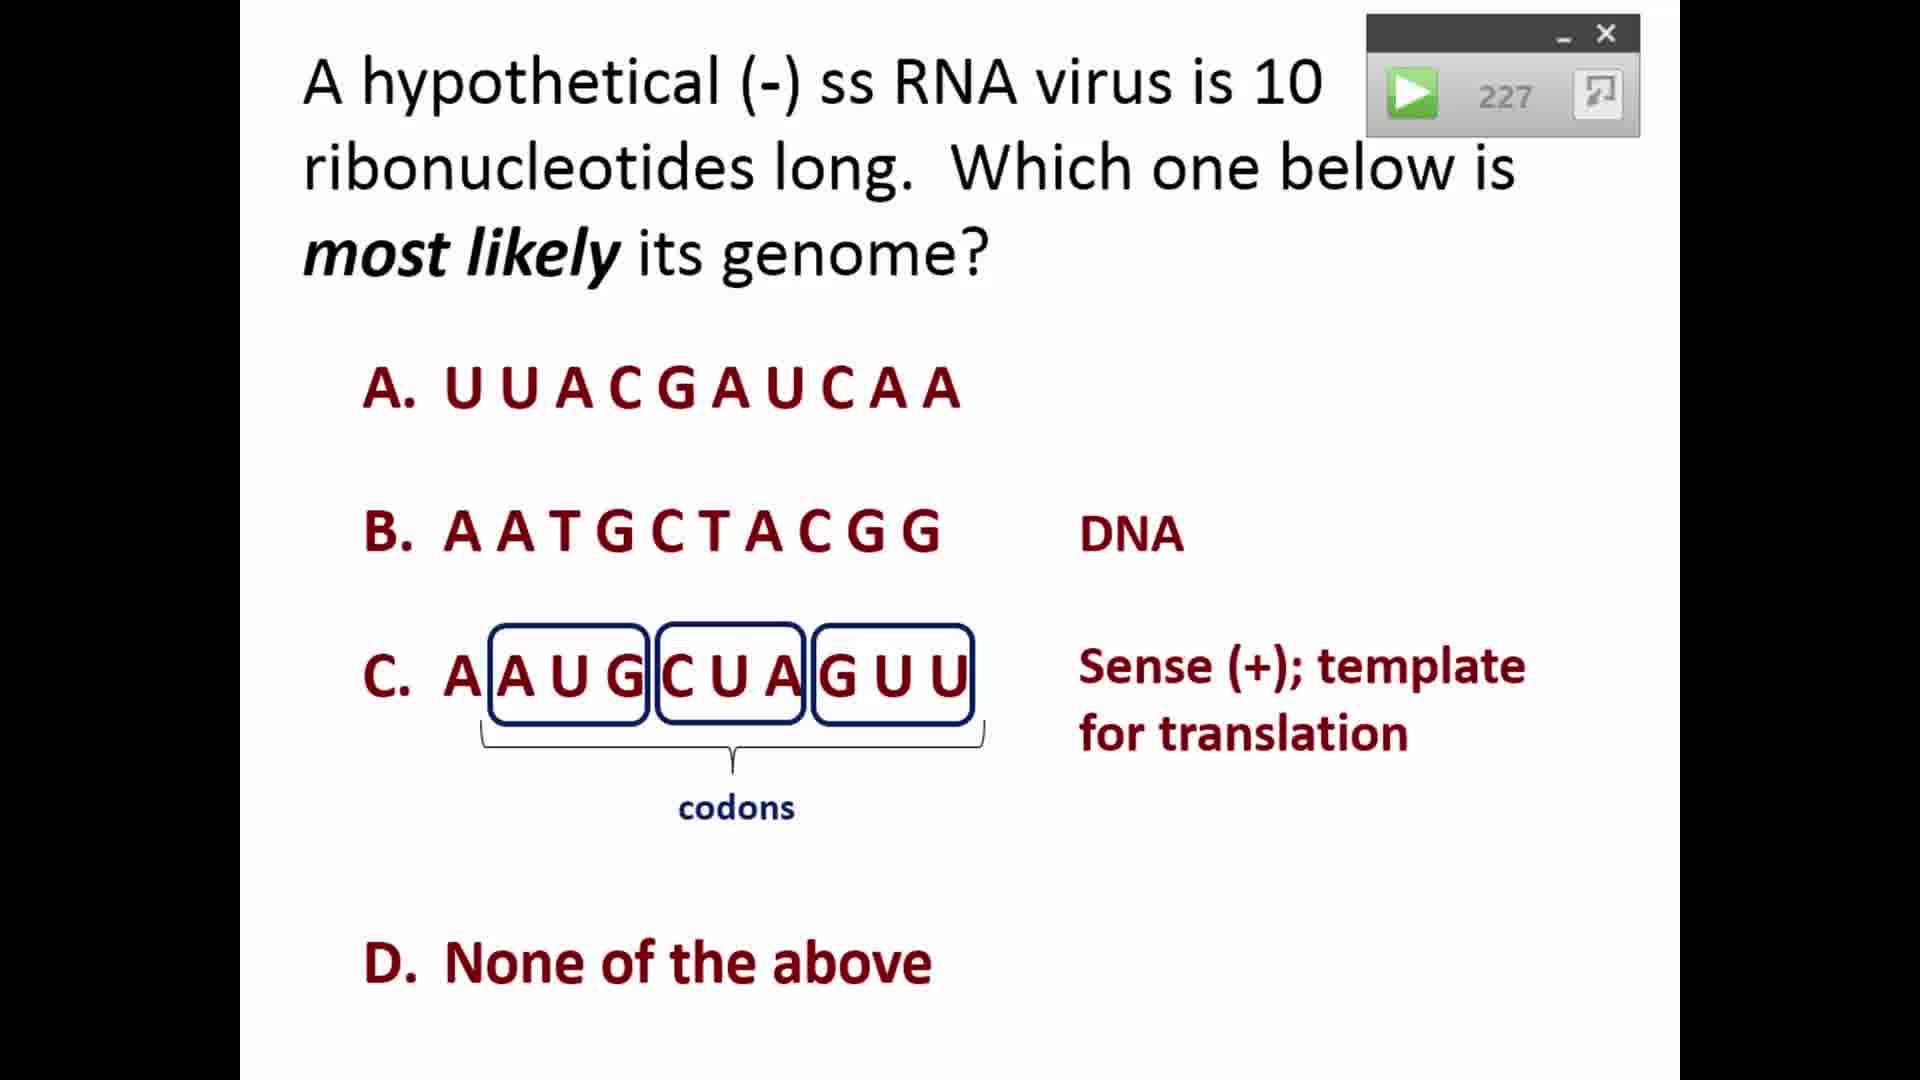 A hypothetical (-) ss RNA virus is 10
ribonucleotides long. Which one below is
most likely its genome?
227
A. U U A C G A U C A A
B. A A T G C T A C G G
DNA
C. A A U G C U A G U U
Sense (+); template
for translation
codons
D. None of the above